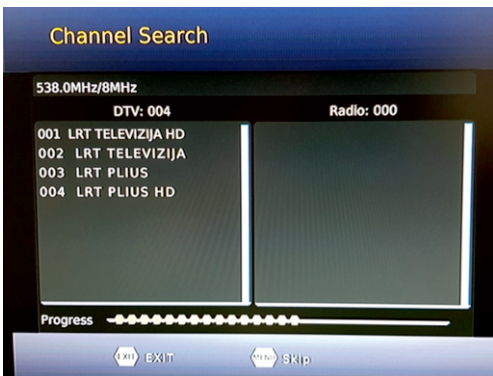 Channel Search
538.0MHz/8MHz
DTV: 004
Radio: 000
001 LRT TELEVIZIJA HD
002 LRT TELEVIZIJA
003 LRT PLIUS
004 LRT PLIUS HD
Progress
EXIT EXIT
MENU Skip